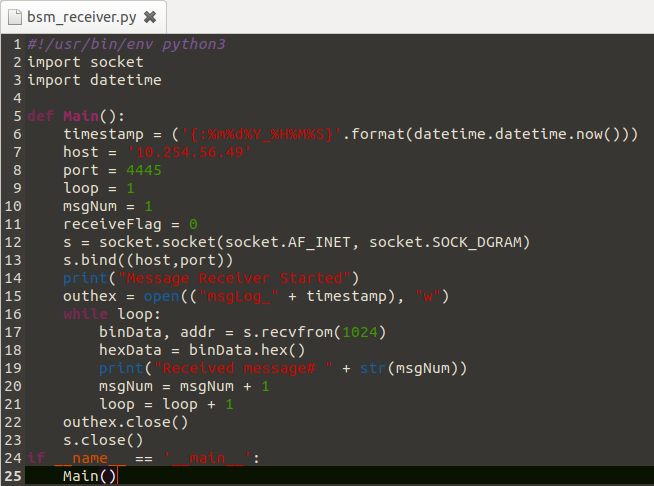 bsm_receiver.py
1 #!/usr/bin/env python3
2 import socket
3 import datetime
4
5 def Main():
6     timestamp = ('{:%m%d%Y_%H%M%S}'.format(datetime.datetime.now()))
7     host = '10.254.56.49'
8     port = 4445
9     loop = 1
10     msgNum = 1
11     receiveFlag = 0
12     s = socket.socket(socket.AF_INET, socket.SOCK_DGRAM)
13     s.bind((host,port))
14     print("Message Receiver Started")
15     outhex = open(("msgLog_" + timestamp), "w")
16     while loop:
17         binData, addr = s.recvfrom(1024)
18         hexData = binData.hex()
19         print("Received message# " + str(msgNum))
20         msgNum = msgNum + 1
21         loop = loop + 1
22     outhex.close()
23     s.close()
24 if __name__ == '__main__':
25     Main()